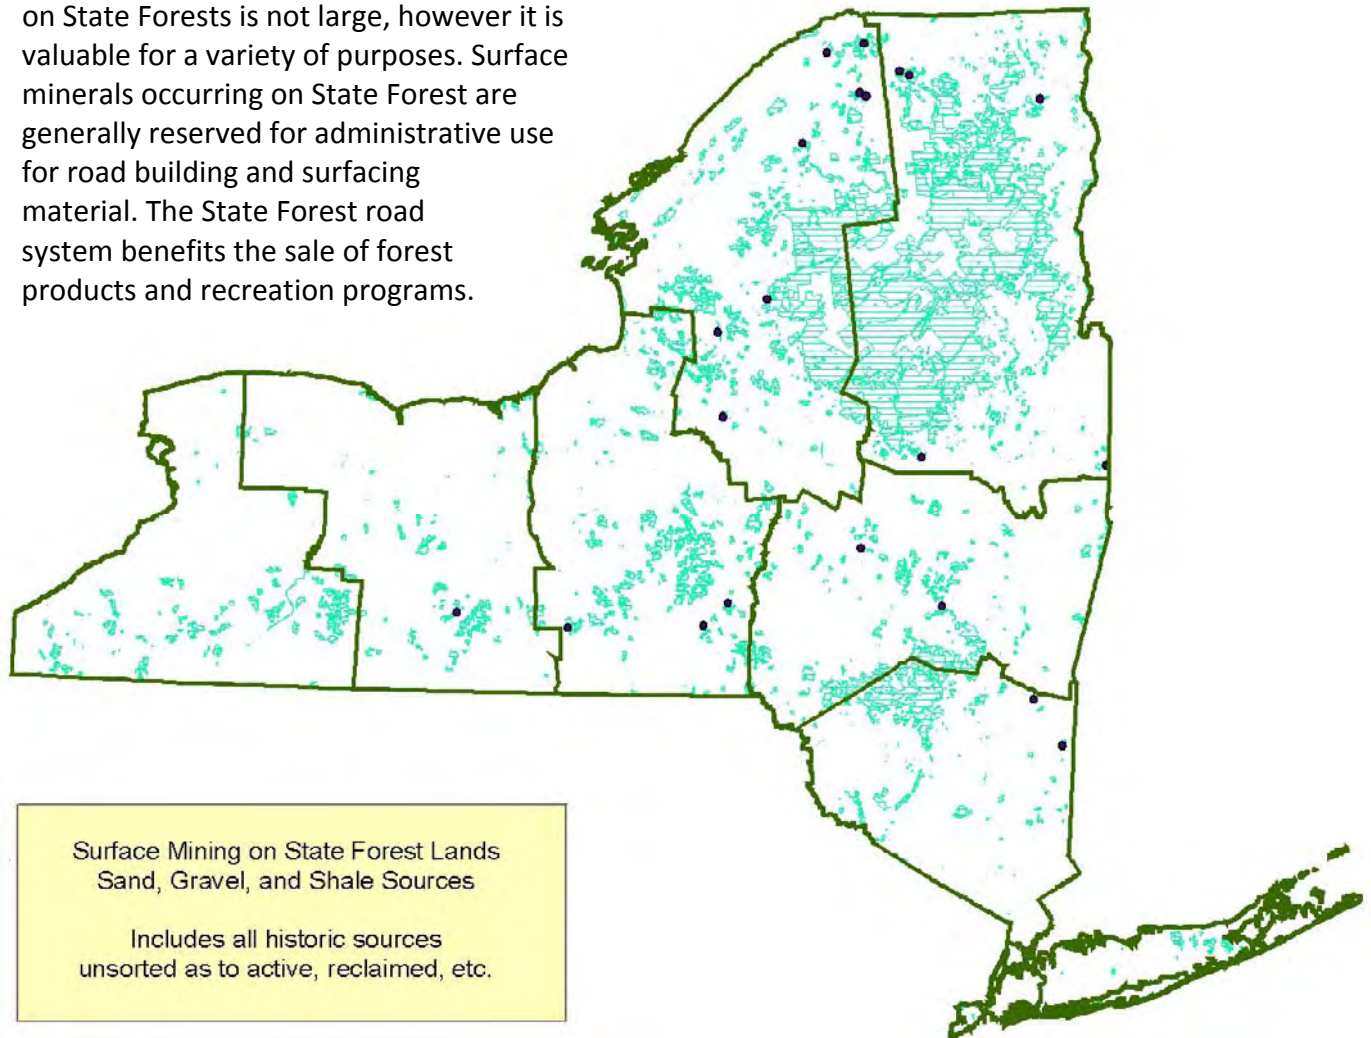 on State Forests is not large, however it is
valuable for a variety of purposes. Surface
minerals occurring on State Forest are
generally reserved for administrative use
for road building and surfacing
material. The State Forest road
system benefits the sale of forest
products and recreation programs.
Surface Mining on State Forest Lands
Sand, Gravel, and Shale Sources
Includes all historic sources
unsorted as to active, reclaimed, etc.